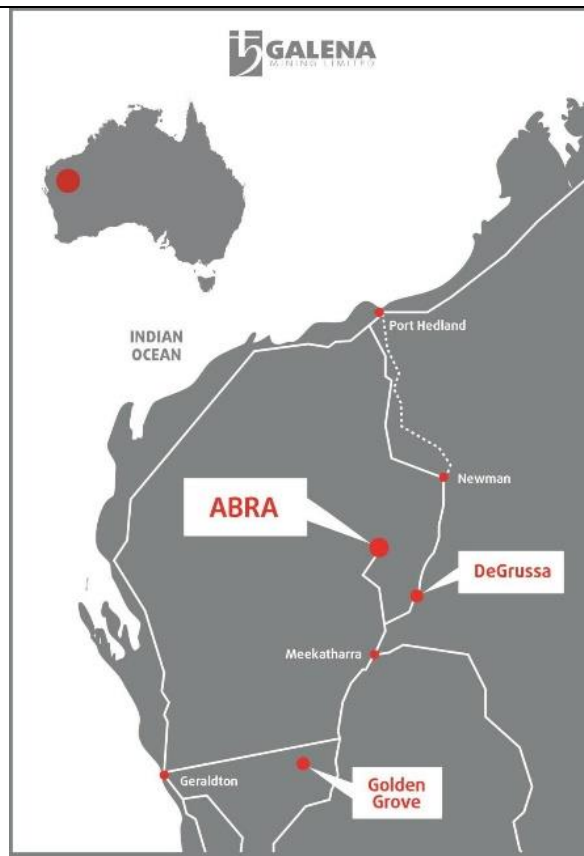 GALENA
MINING LIMITED
INDIAN
OCEAN
Port Hedland
Newman
ABRA
DeGrussa
Meekatharra
Geraldton
Golden
Grove